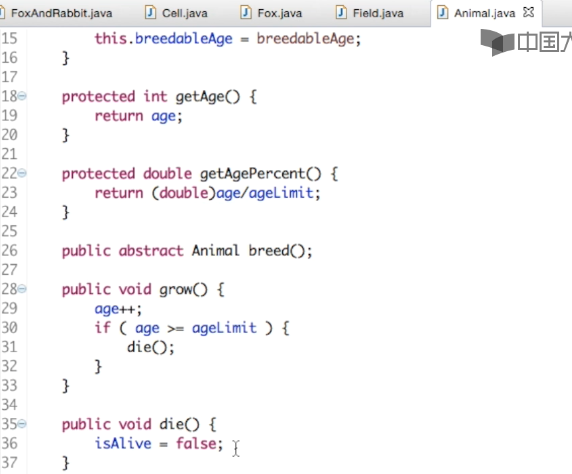 FoxAndRabbit.java Cell.java Fox.java Field.java Animal.java
15 this.breedableAge = breedableAge;
16 }
17
18 protected int getAge() {
19 return age;
20 }
21
22 protected double getAgePercent() {
23 return (double)age/ageLimit;
24 }
25
26 public abstract Animal breed();
27
28 public void grow() {
29 age++;
30 if ( age >= ageLimit ) {
31 die();
32 }
33 }
34
35 public void die() {
36 isAlive = false;
37 }
中国